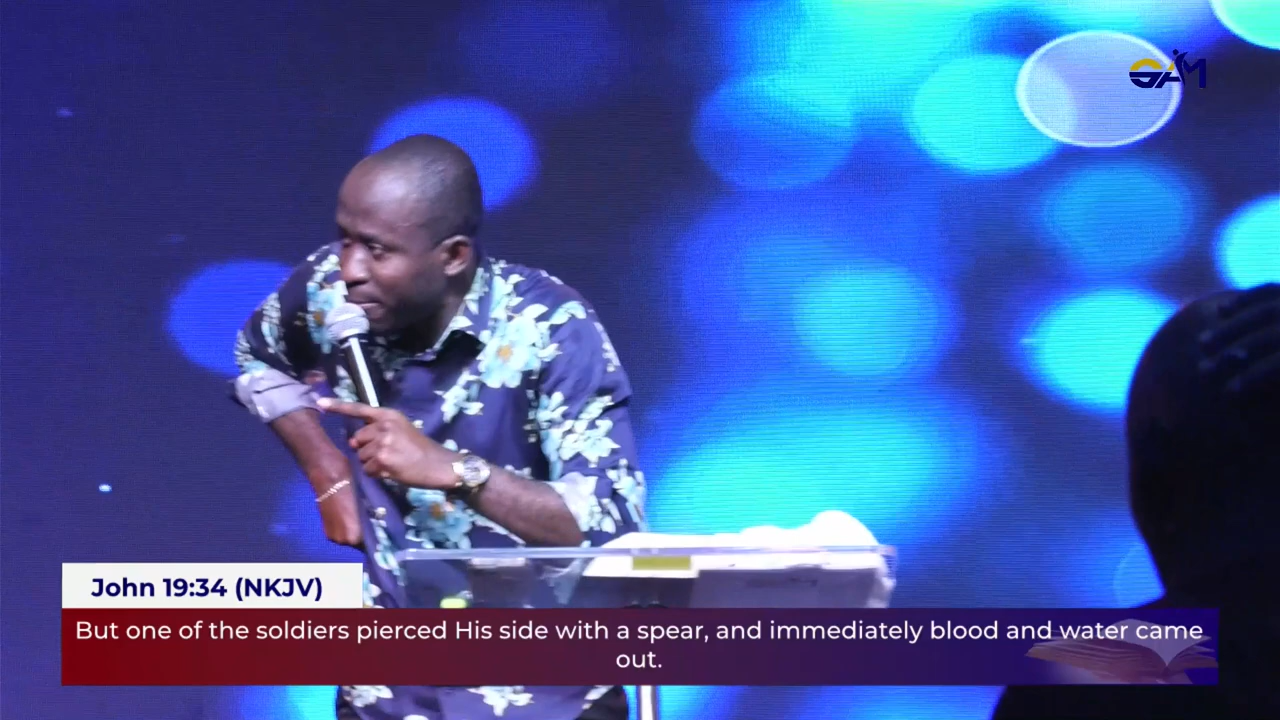 GAM
John 19:34 (NKJV)
But one of the soldiers pierced His side with a spear, and immediately blood and water came
out.